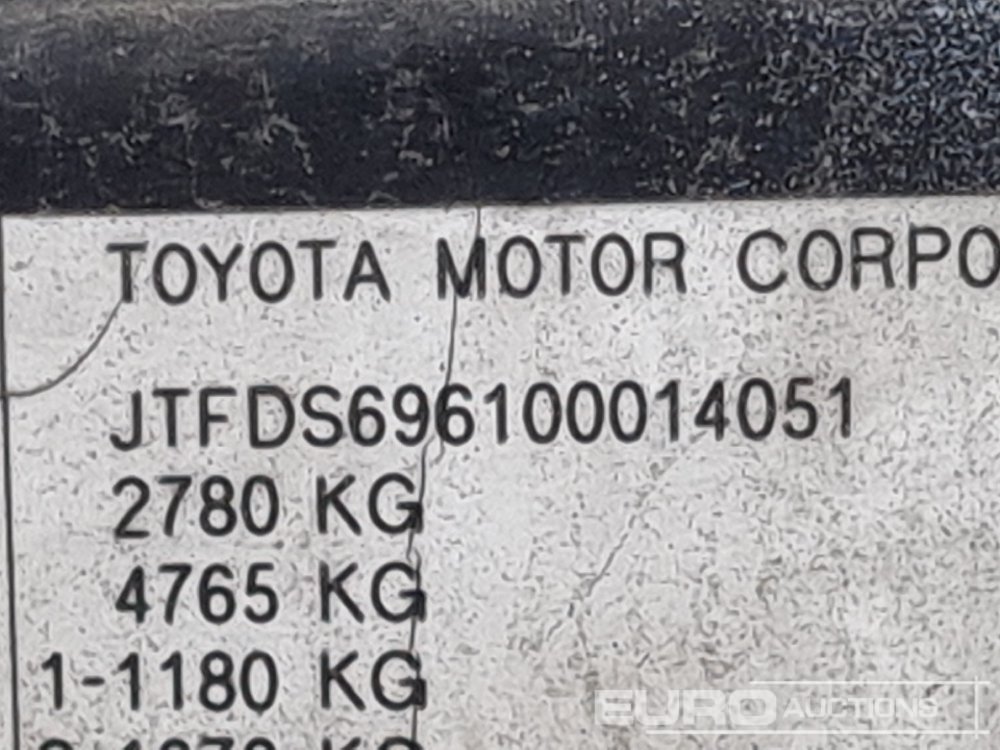 TOYOTA MOTOR CORPO
JTFDS696100014051
2780 KG
4765 KG
1-1180 KG
EURO AUCTIONS